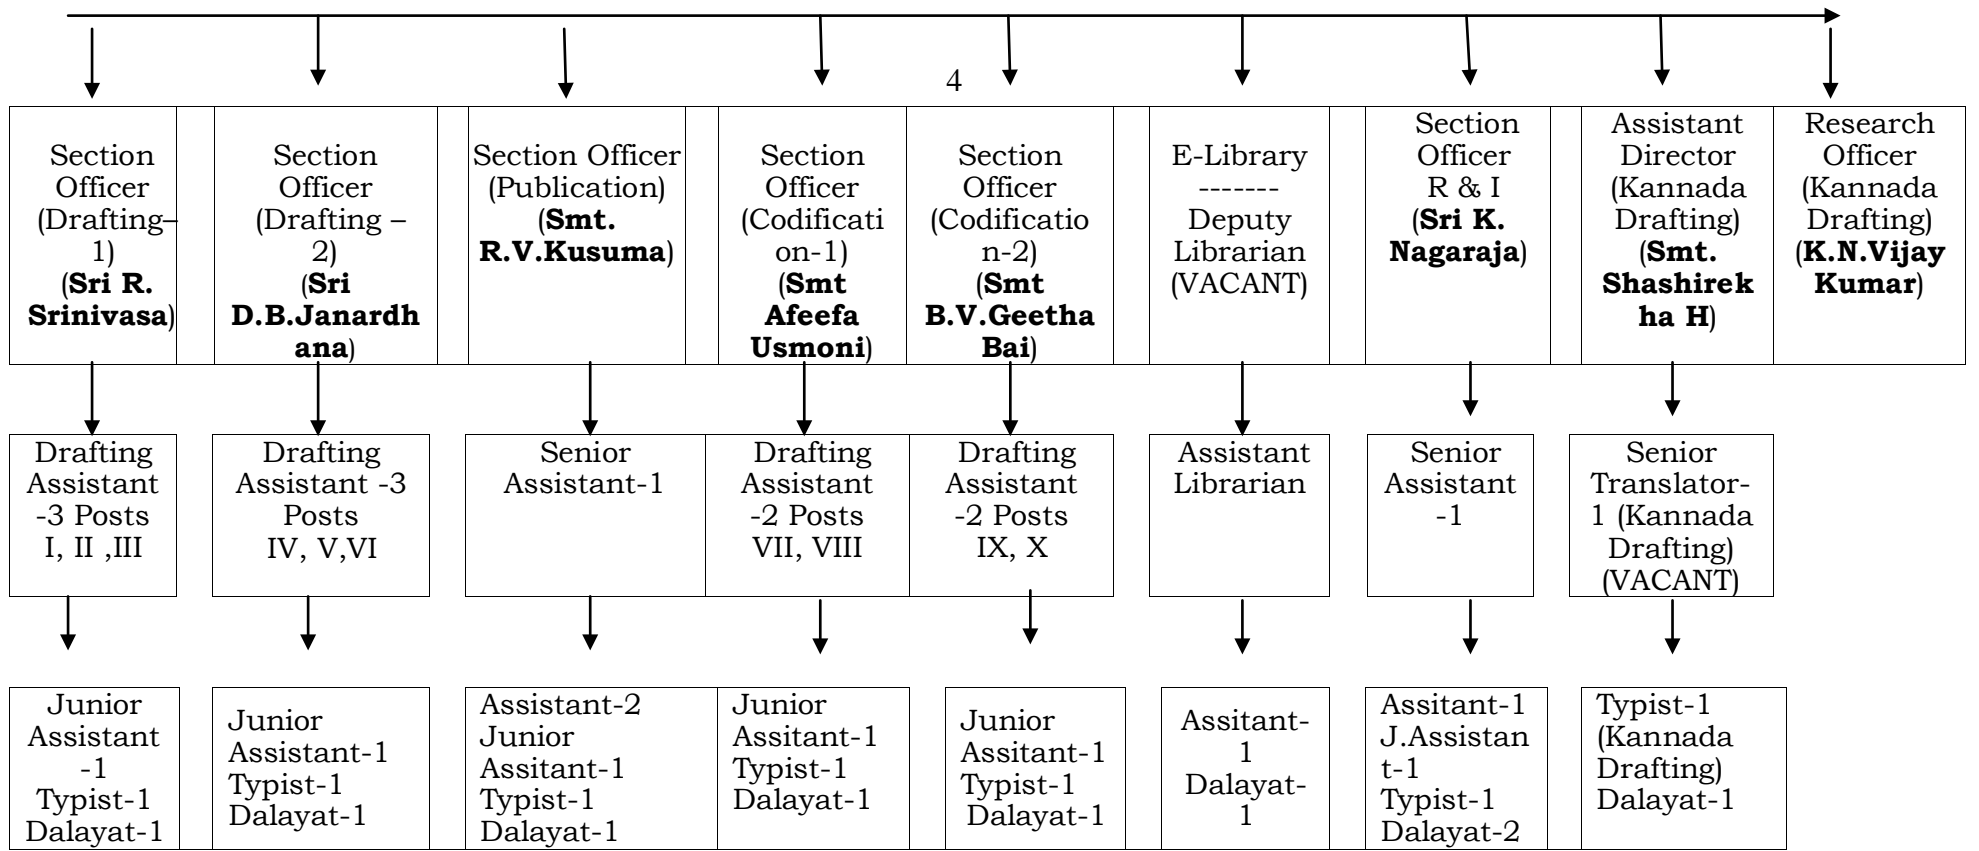 4
Section
Officer
(Drafting–
1)
(Sri R.
Srinivasa)
Section
Officer
(Drafting –
2)
(Sri
D.B.Janardh
ana)
Section Officer
(Publication)
(Smt.
R.V.Kusuma)
Section
Officer
(Codificati
on-1)
(Smt
Afeefa
Usmoni)
Section
Officer
(Codificatio
n-2)
(Smt
B.V.Geetha
Bai)
E-Library
-------
Deputy
Librarian
(VACANT)
Section
Officer
R & I
(Sri K.
Nagaraja)
Assistant
Director
(Kannada
Drafting)
(Smt.
Shashirek
ha H)
Research
Officer
(Kannada
Drafting)
(K.N.Vijay
Kumar)
Drafting
Assistant
-3 Posts
I, II ,III
Drafting
Assistant -3
Posts
IV, V,VI
Senior
Assistant-1
Drafting
Assistant
-2 Posts
VII, VIII
Drafting
Assistant
-2 Posts
IX, X
Assistant
Librarian
Senior
Assistant
-1
Senior
Translator-
1 (Kannada
Drafting)
(VACANT)
Junior
Assistant
-1
Typist-1
Dalayat-1
Junior
Assistant-1
Typist-1
Dalayat-1
Assistant-2
Junior
Assitant-1
Typist-1
Dalayat-1
Junior
Assitant-1
Typist-1
Dalayat-1
Junior
Assitant-1
Typist-1
Dalayat-1
Assitant-
1
Dalayat-
1
Assitant-1
J.Assistan
t-1
Typist-1
Dalayat-2
Typist-1
(Kannada
Drafting)
Dalayat-1